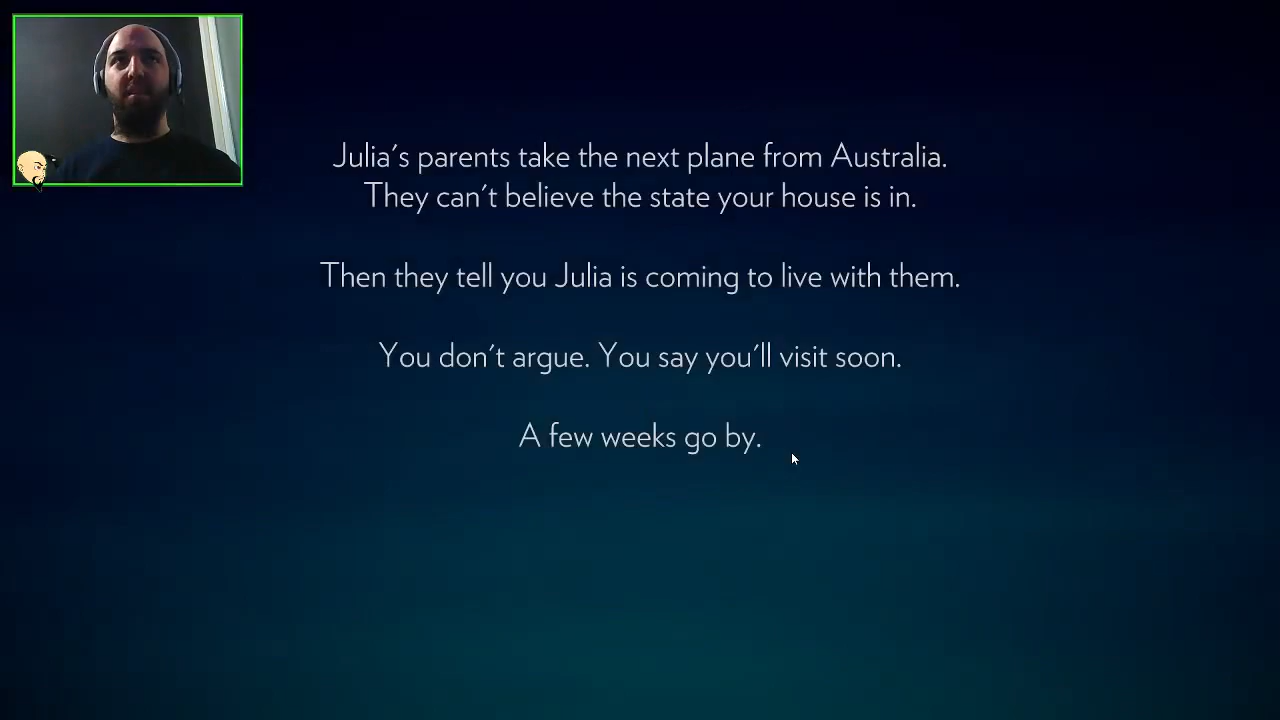 Julia's parents take the next plane from Australia.
They can't believe the state your house is in.
Then they tell you Julia is coming to live with them.
You don't argue. You say you'll visit soon.
A few weeks go by.